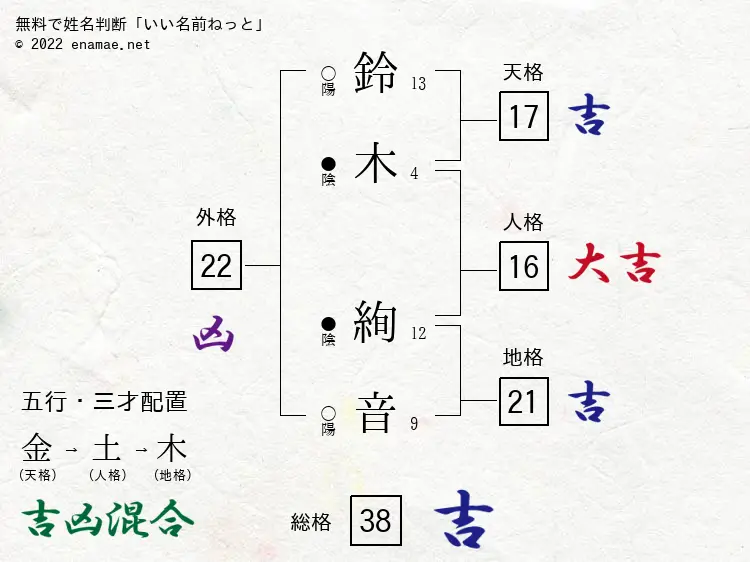 無料で姓名判断「いい名前ねっと」
© 2022 enamae.net
○陽 鈴 13
●陰 木 4
●陰 絢 12
○陽 音 9
天格
17 吉
人格
16 大吉
地格
21 吉
外格
22
凶
五行・三才配置
金→土→木
(天格) (人格) (地格)
吉凶混合
総格 38 吉